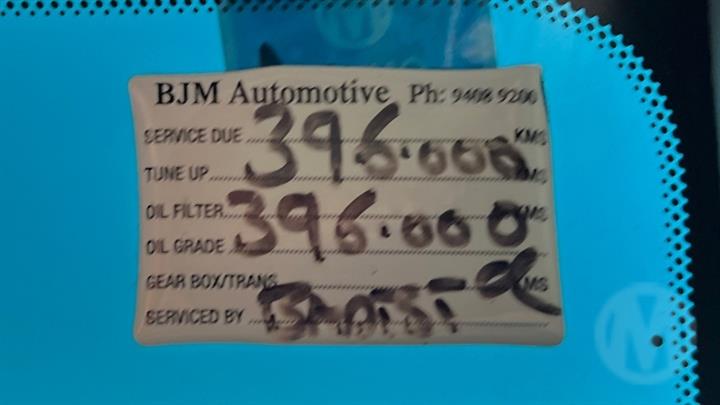 BJM Automotive Ph: 9408 9200
SERVICE DUE 396.000 KMS
TUNE UP KMS
OIL FILTER 396.000 KMS
OIL GRADE
GEAR BOX/TRANS KMS
SERVICED BY